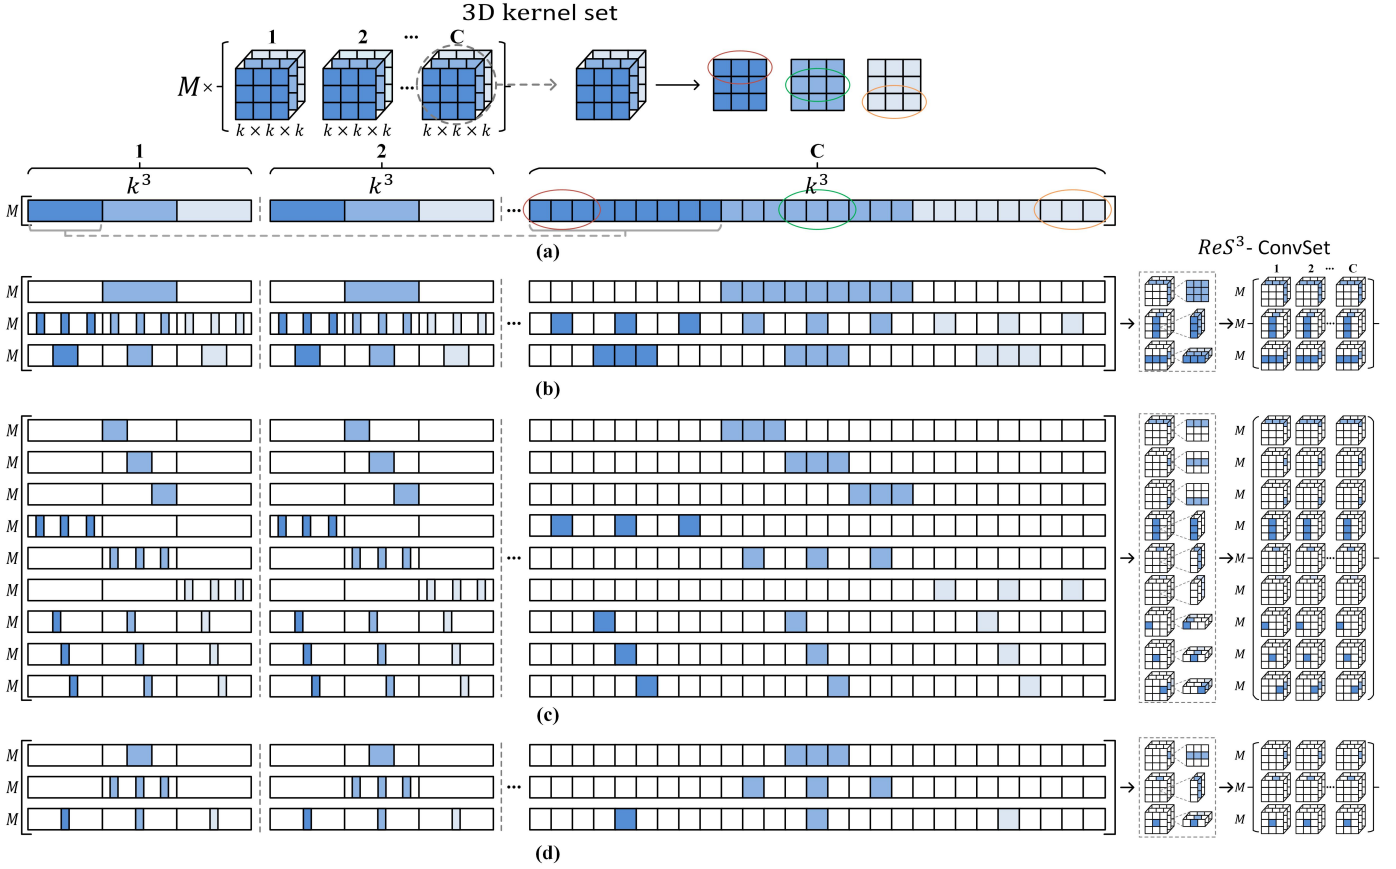 3D kernel set
1 2 ... C
M×
k × k × k k × k × k ... k × k × k
1 2 C
k³ k³ k³
M ...
(a)
ReS³- ConvSet
1 2 ... C
M M
M ... M ...
M M
(b)
M M
M M
M M
M M
M ... M ...
M M
M M
M M
M M
(c)
M M
M ... M ...
M M
(d)